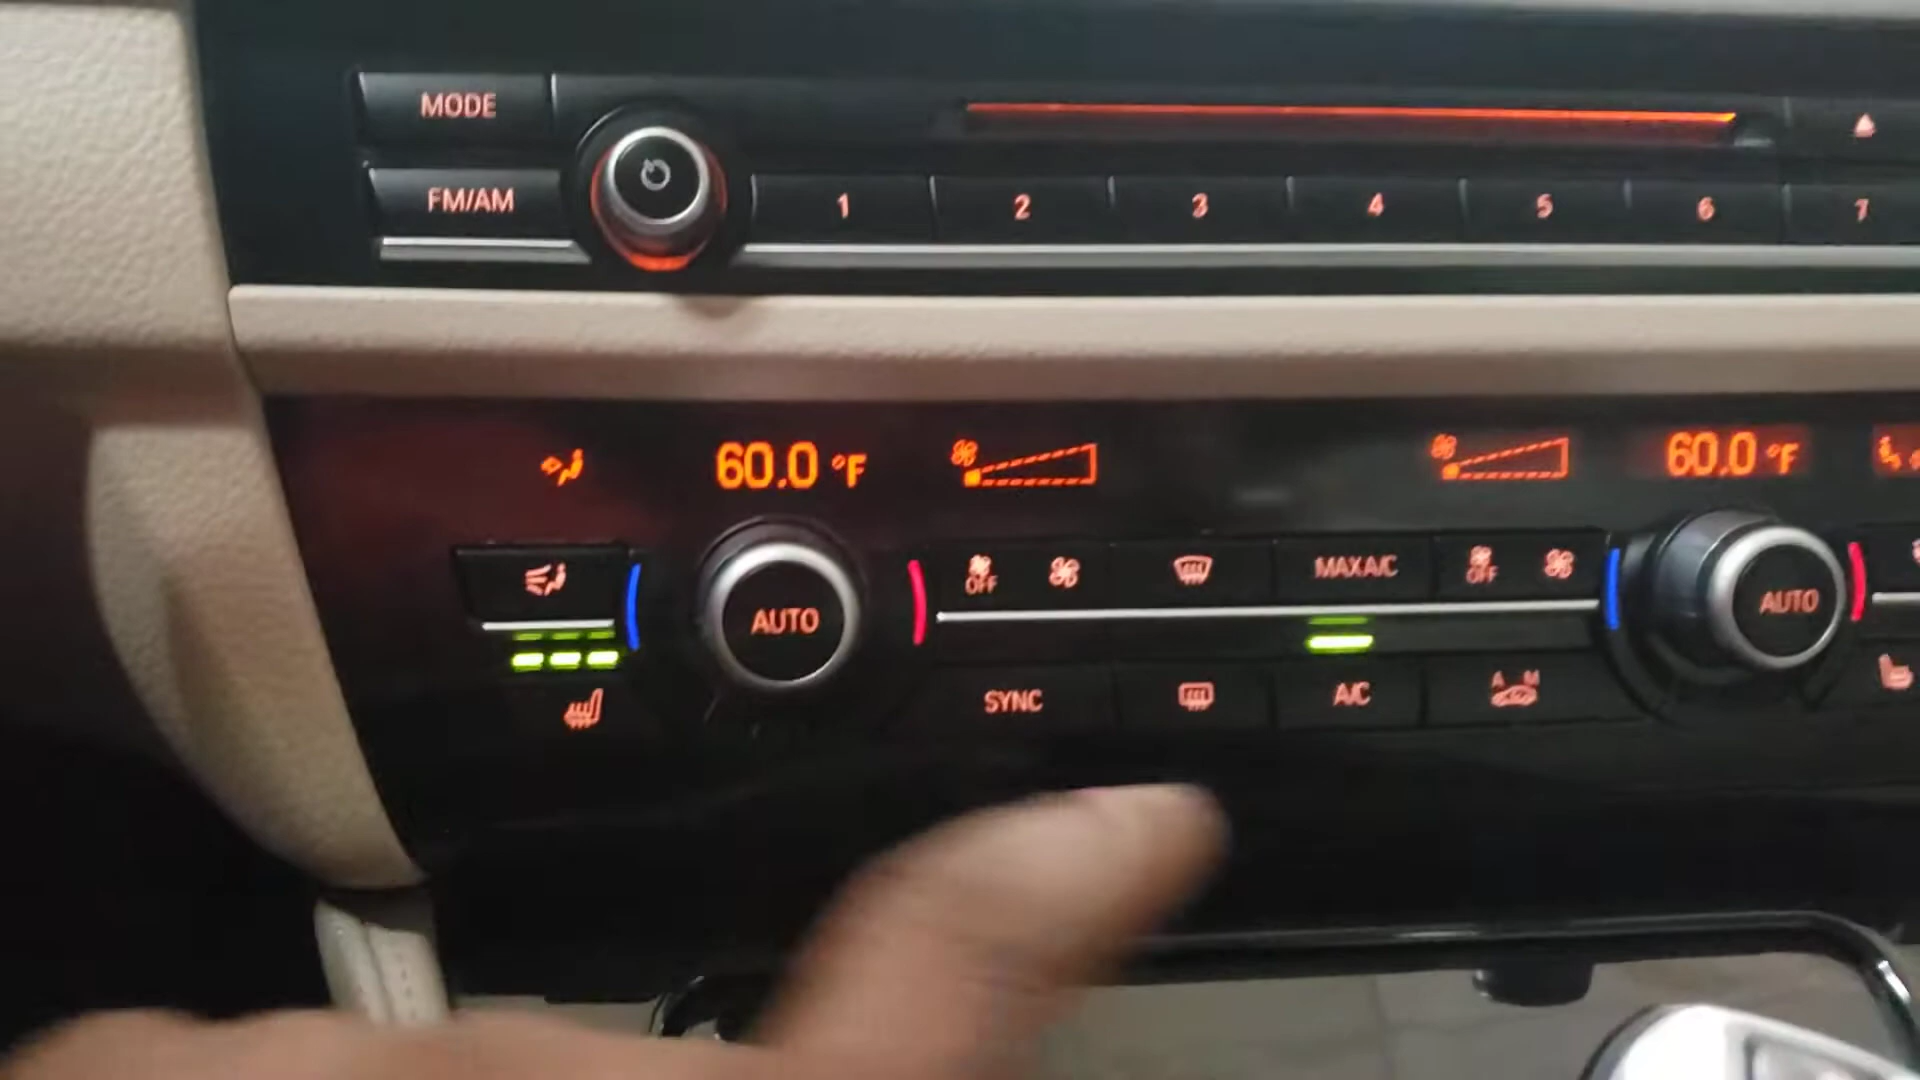 MODE
FM/AM 1 2 3 4 5 6 7
60.0 °F 60.0 °F
OFF MAX A/C OFF
AUTO AUTO
SYNC A/C A M